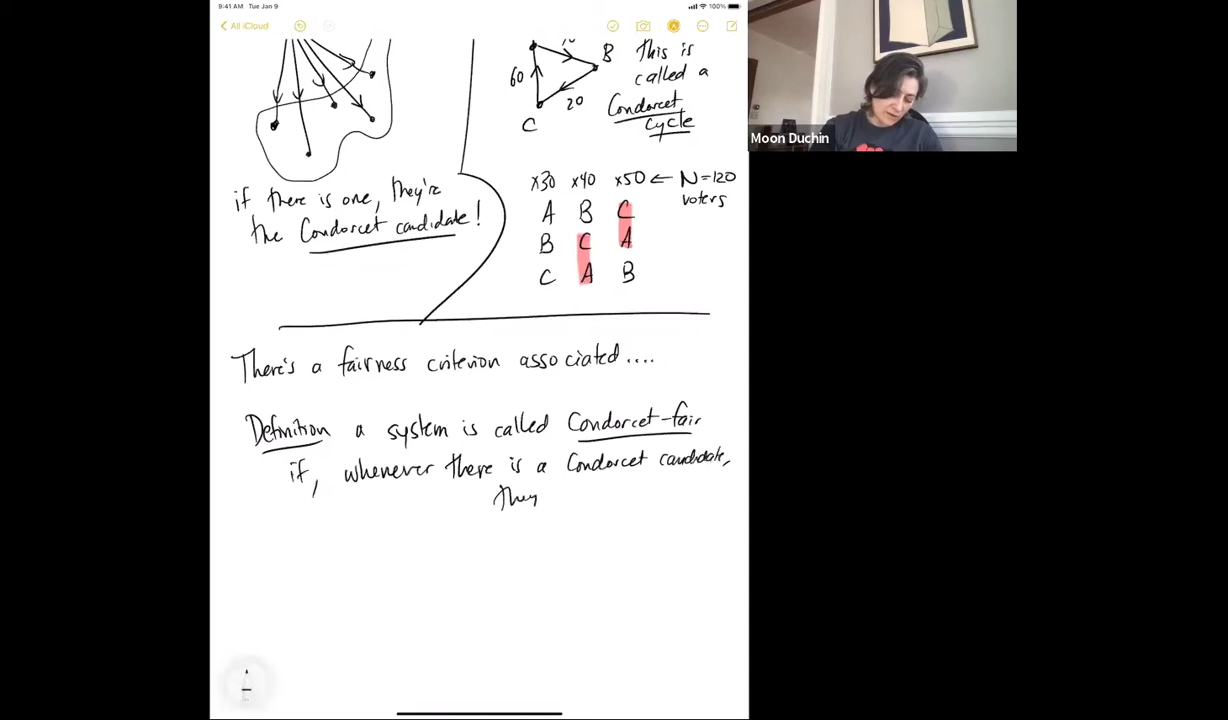 9:41 AM Tue Jan 9
100%
All iCloud
B
60
20
C
this is
called a
Condorcet
cycle
if there is one, they're
the Condorcet candidate!
x30 x40 x50 ← N=120
voters
A B C
B C A
C A B
There's a fairness criterion associated....
Definition a system is called Condorcet-fair
if, whenever there is a Condorcet candidate,
they
Moon Duchin